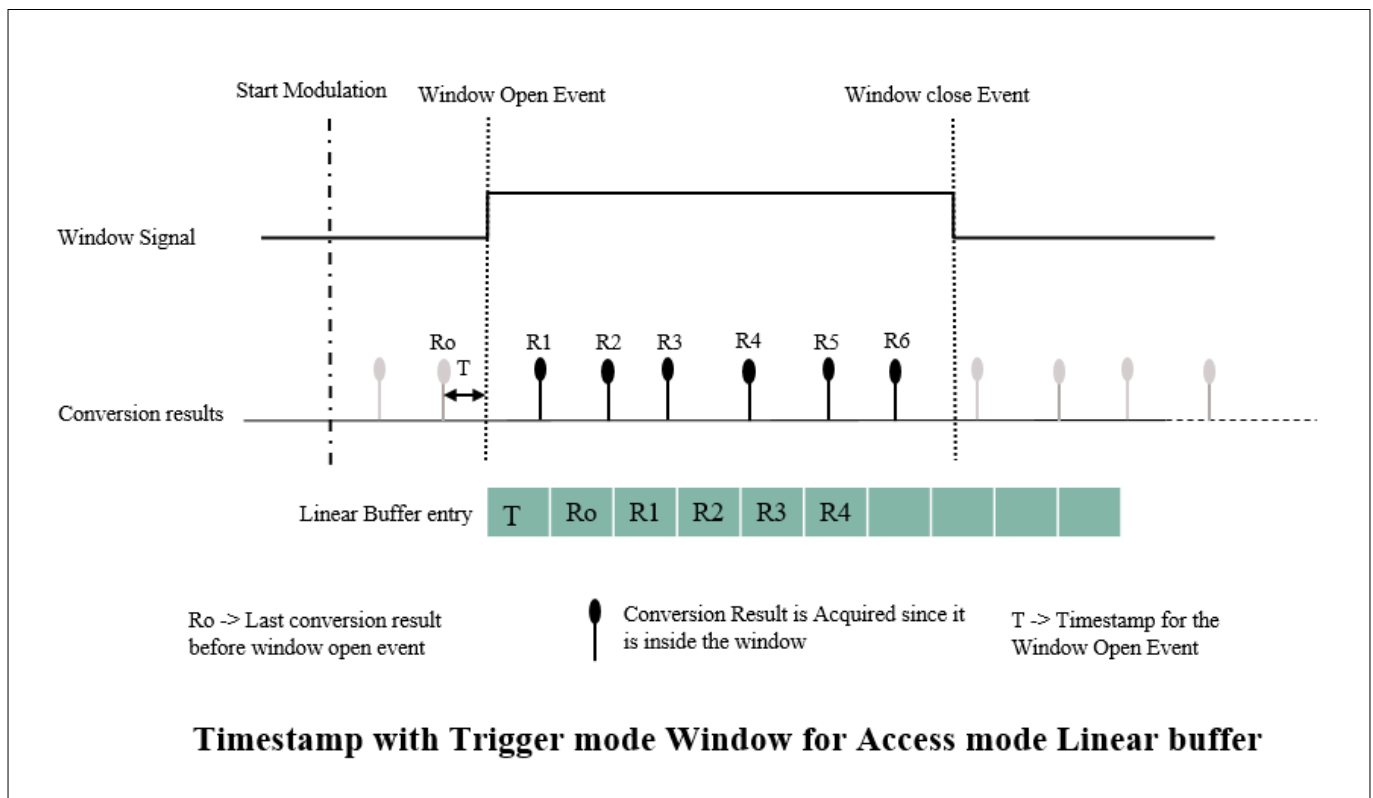 Start Modulation
Window Open Event
Window close Event
Window Signal
Ro
R1
R2
R3
R4
R5
R6
T
Conversion results
Linear Buffer entry
T
Ro
R1
R2
R3
R4
Ro -> Last conversion result
before window open event
Conversion Result is Acquired since it
is inside the window
T -> Timestamp for the
Window Open Event
Timestamp with Trigger mode Window for Access mode Linear buffer